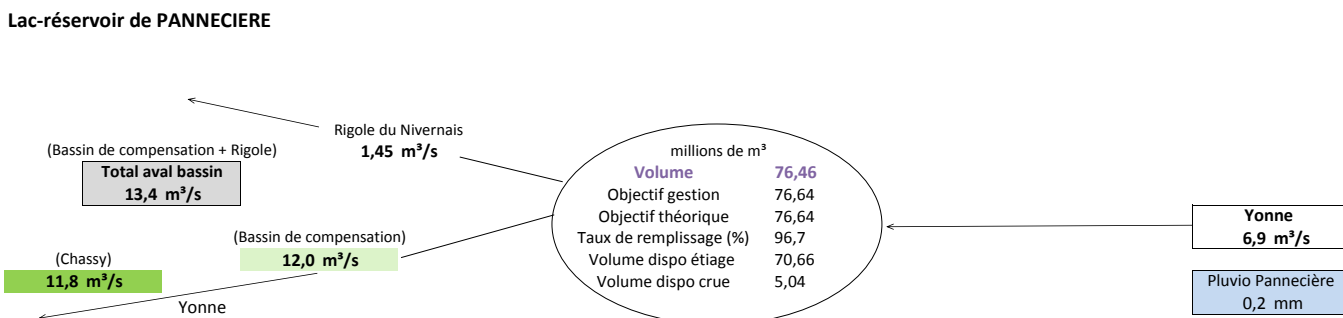 Lac-réservoir de PANNECIERE
Rigole du Nivernais
1,45 m³/s
(Bassin de compensation + Rigole)
Total aval bassin
13,4 m³/s
millions de m³
Volume 76,46
Objectif gestion 76,64
Objectif théorique 76,64
Taux de remplissage (%) 96,7
Volume dispo étiage 70,66
Volume dispo crue 5,04
Yonne
6,9 m³/s
(Bassin de compensation)
12,0 m³/s
(Chassy)
11,8 m³/s
Yonne
Pluvio Pannecière
0,2 mm